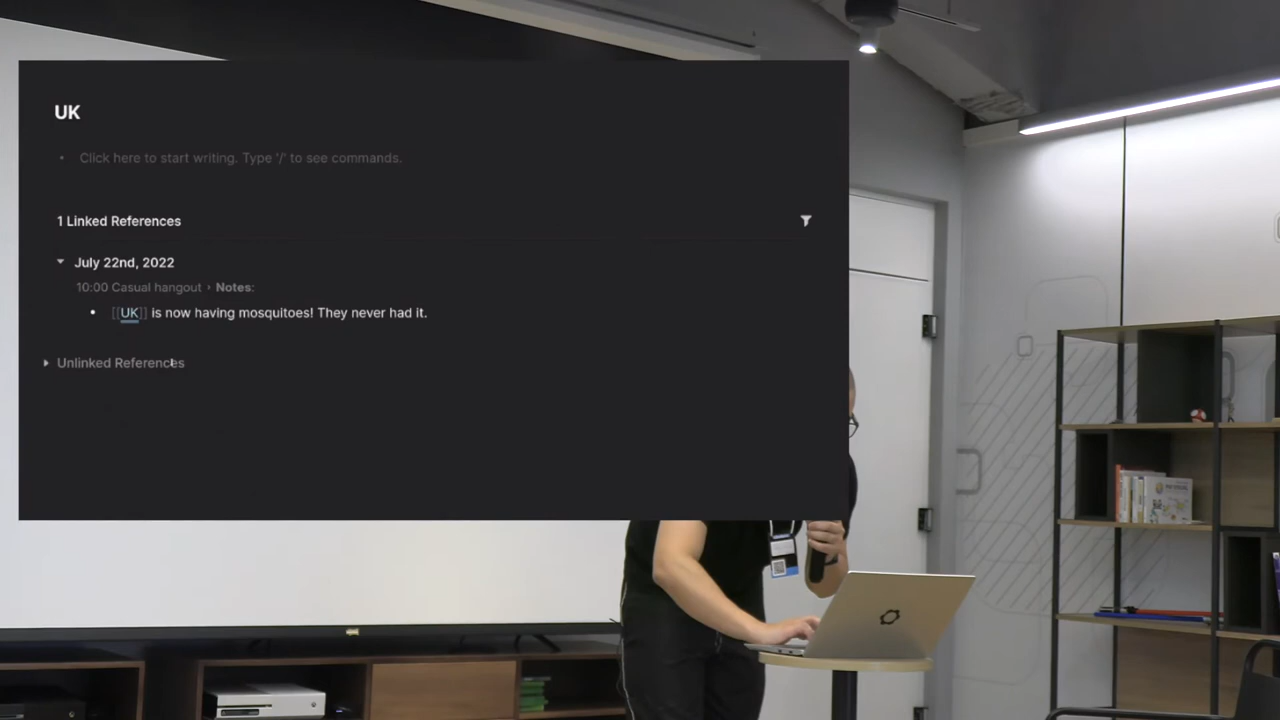 UK
• Click here to start writing. Type '/' to see commands.
1 Linked References
July 22nd, 2022
10:00 Casual hangout › Notes:
• [[UK]] is now having mosquitoes! They never had it.
Unlinked References